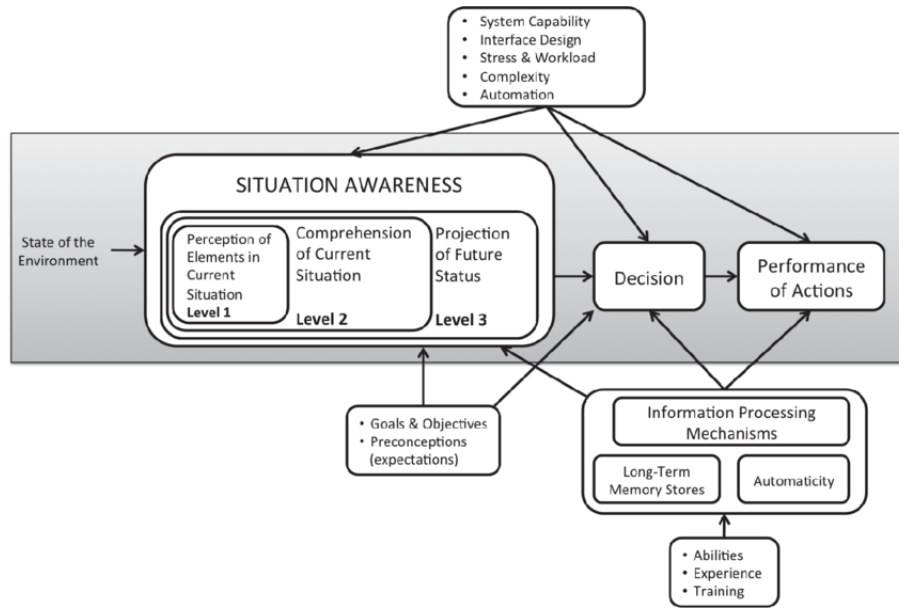 • System Capability
• Interface Design
• Stress & Workload
• Complexity
• Automation
SITUATION AWARENESS
State of the
Environment
Perception of
Elements in
Current
Situation
Level 1
Comprehension
of Current
Situation
Level 2
Projection
of Future
Status
Level 3
Decision
Performance
of Actions
• Goals & Objectives
• Preconceptions
(expectations)
Information Processing
Mechanisms
Long-Term
Memory Stores
Automaticity
• Abilities
• Experience
• Training